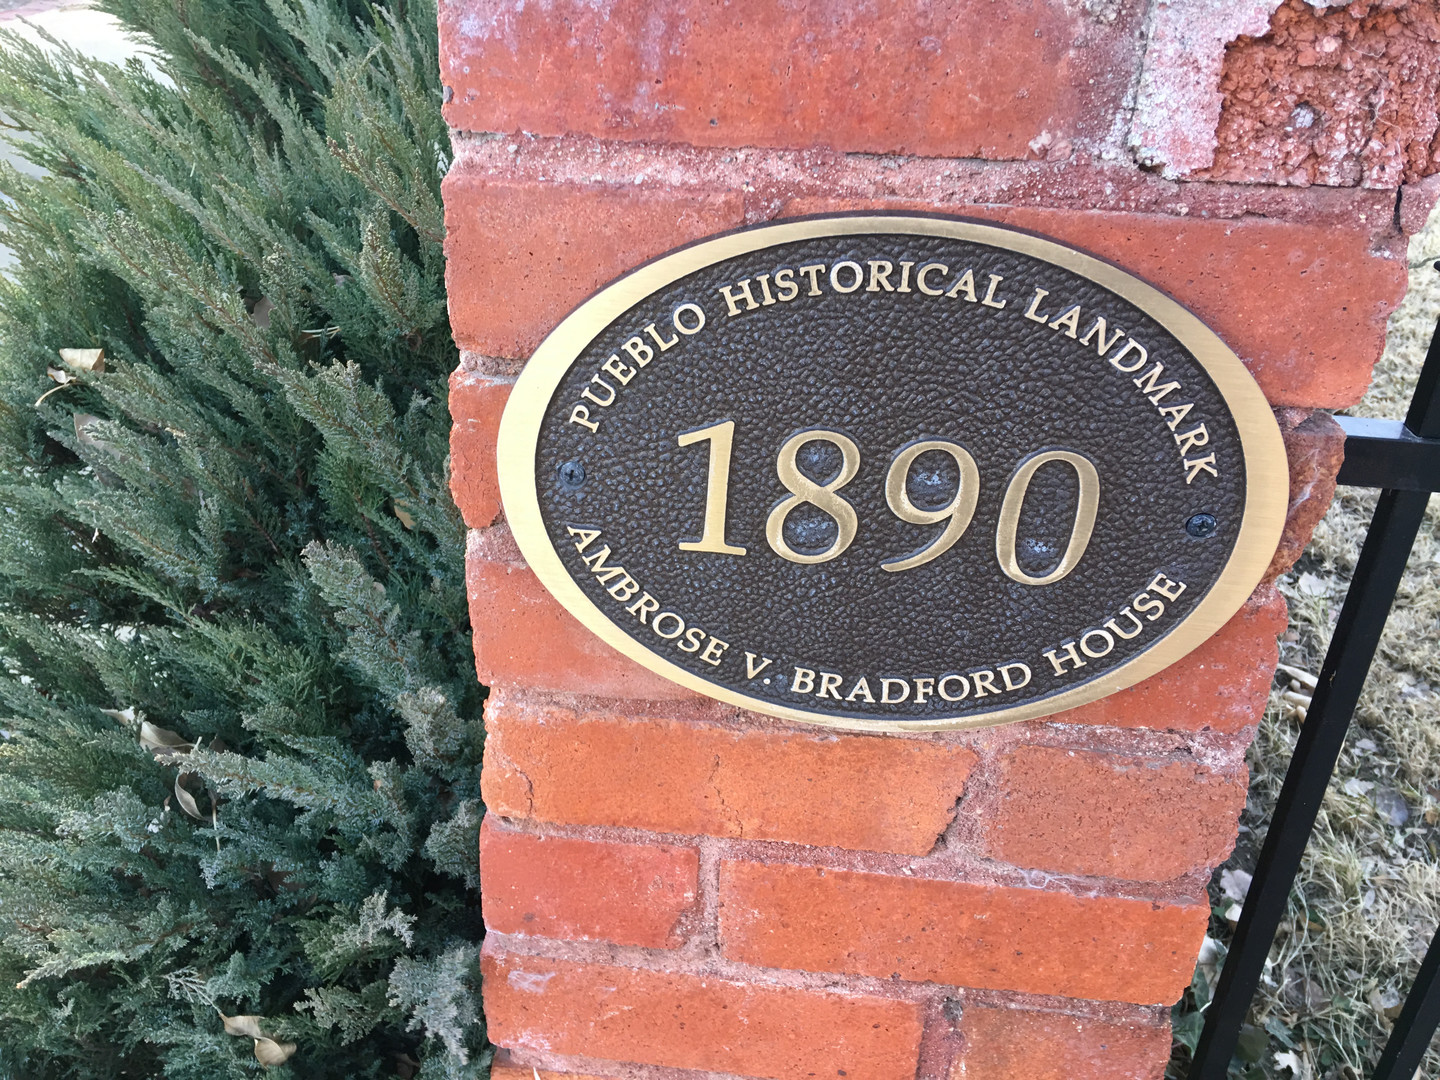 PUEBLO HISTORICAL LANDMARK
1890
AMBROSE V. BRADFORD HOUSE